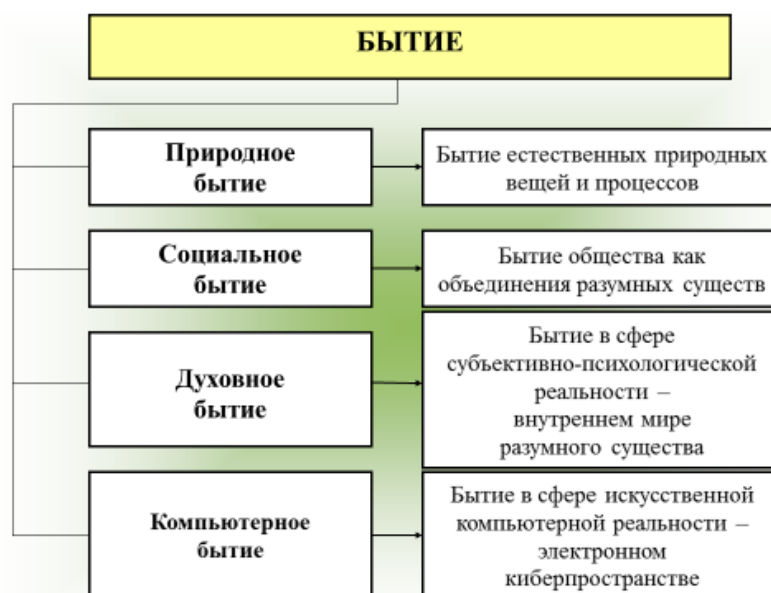 БЫТИЕ
Природное
бытие
Бытие естественных природных
вещей и процессов
Социальное
бытие
Бытие общества как
объединения разумных существ
Духовное
бытие
Бытие в сфере
субъективно-психологической
реальности –
внутреннем мире
разумного существа
Компьютерное
бытие
Бытие в сфере искусственной
компьютерной реальности –
электронном
киберпространстве